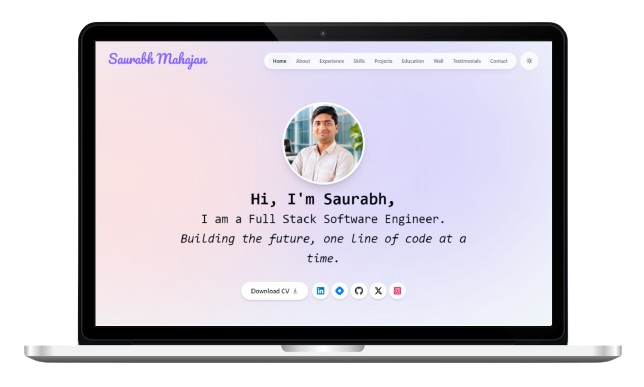 Saurabh Mahajan
Home About Experience Skills Projects Education Wall Testimonials Contact
Hi, I'm Saurabh,
I am a Full Stack Software Engineer.
Building the future, one line of code at a
time.
Download CV
in X